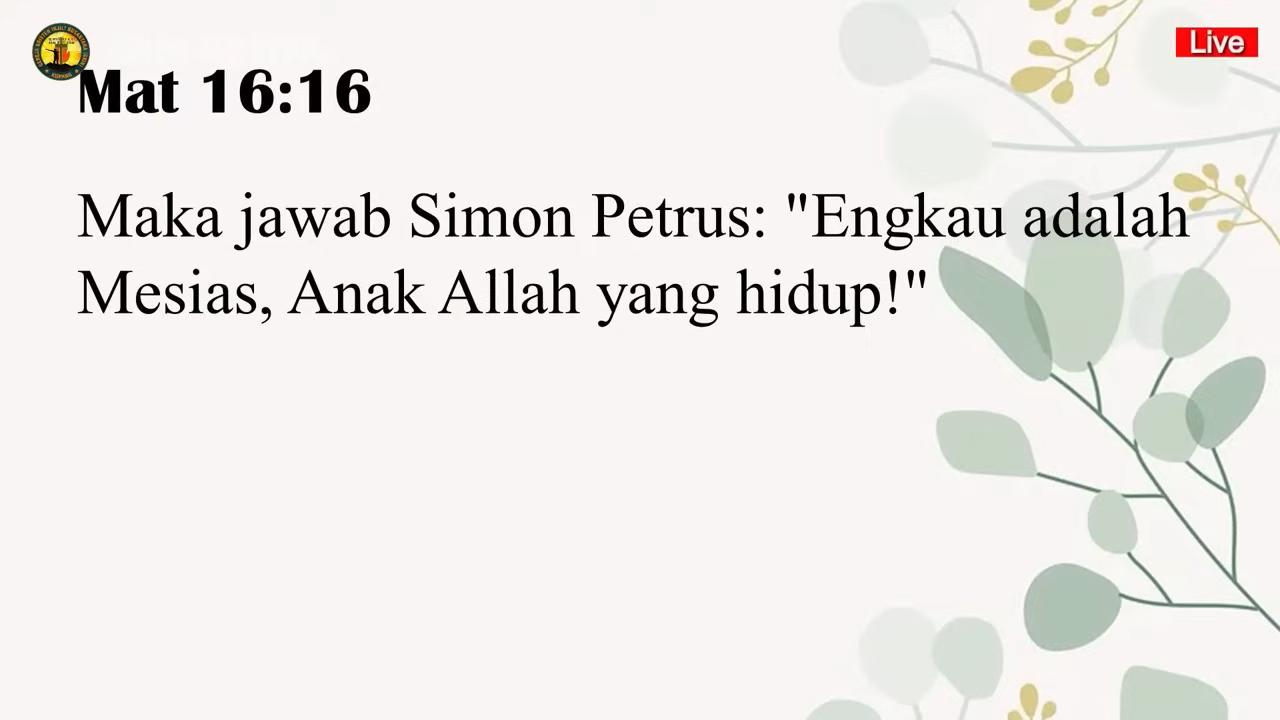 Live
Mat 16:16
Maka jawab Simon Petrus: "Engkau adalah
Mesias, Anak Allah yang hidup!"